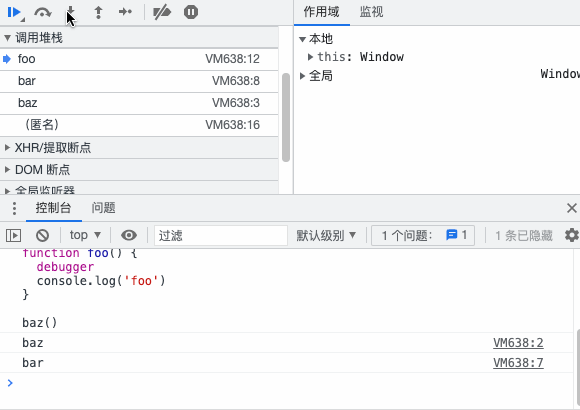 作用域 监视
调用堆栈
foo VM638:12
bar VM638:8
baz VM638:3
（匿名） VM638:16
XHR/提取断点
DOM 断点
全局监听器
本地
this: Window
全局 Window
控制台 问题
top 过滤 默认级别 1 个问题: 1 1 条已隐藏
function foo() {
debugger
console.log('foo')
}
baz()
baz VM638:2
bar VM638:7
>